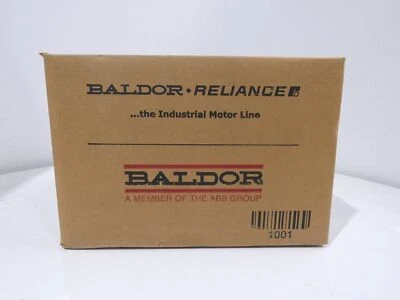 BALDOR • RELIANCE
...the Industrial Motor Line
BALDOR
A MEMBER OF THE ABB GROUP
1001